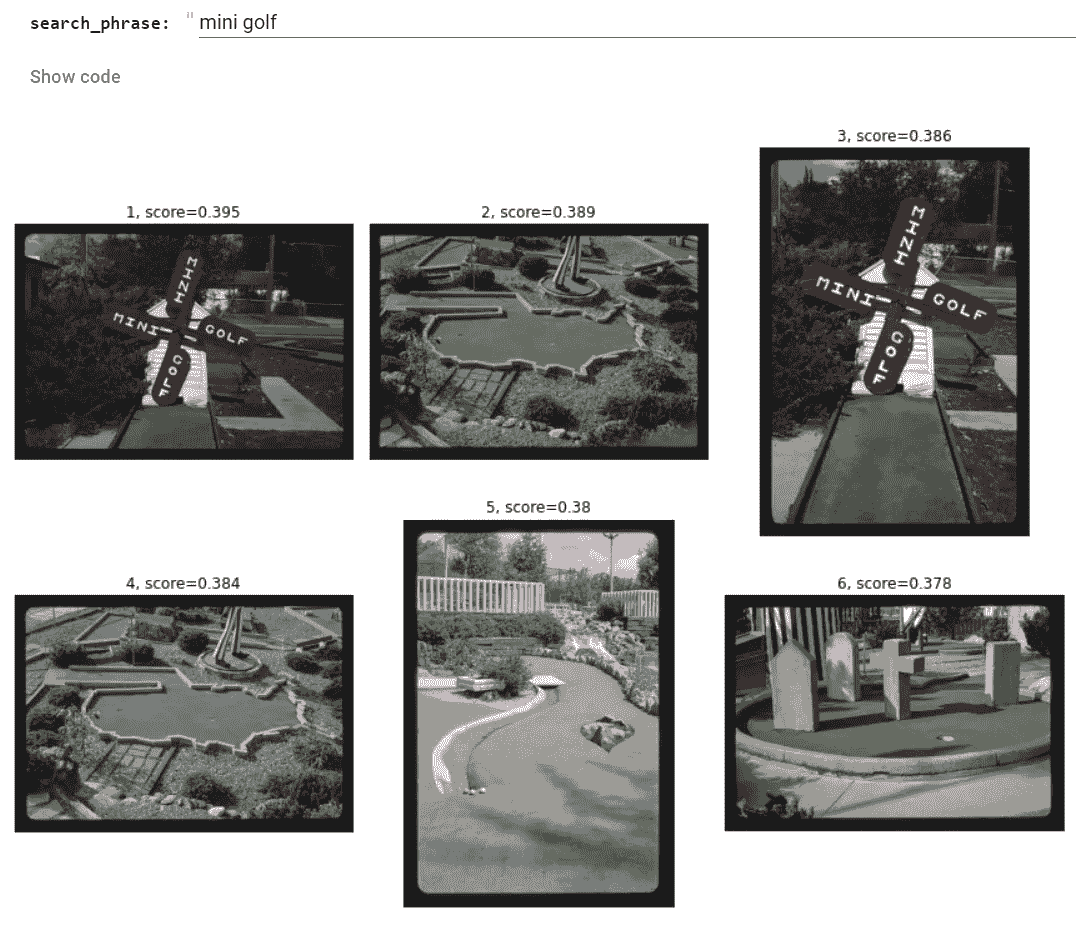 search_phrase: " mini golf
Show code
3, score=0.386
1, score=0.395
2, score=0.389
MINI
MINI GOLF
GOLF
MINI
MINI GOLF
GOLF
5, score=0.38
4, score=0.384
6, score=0.378